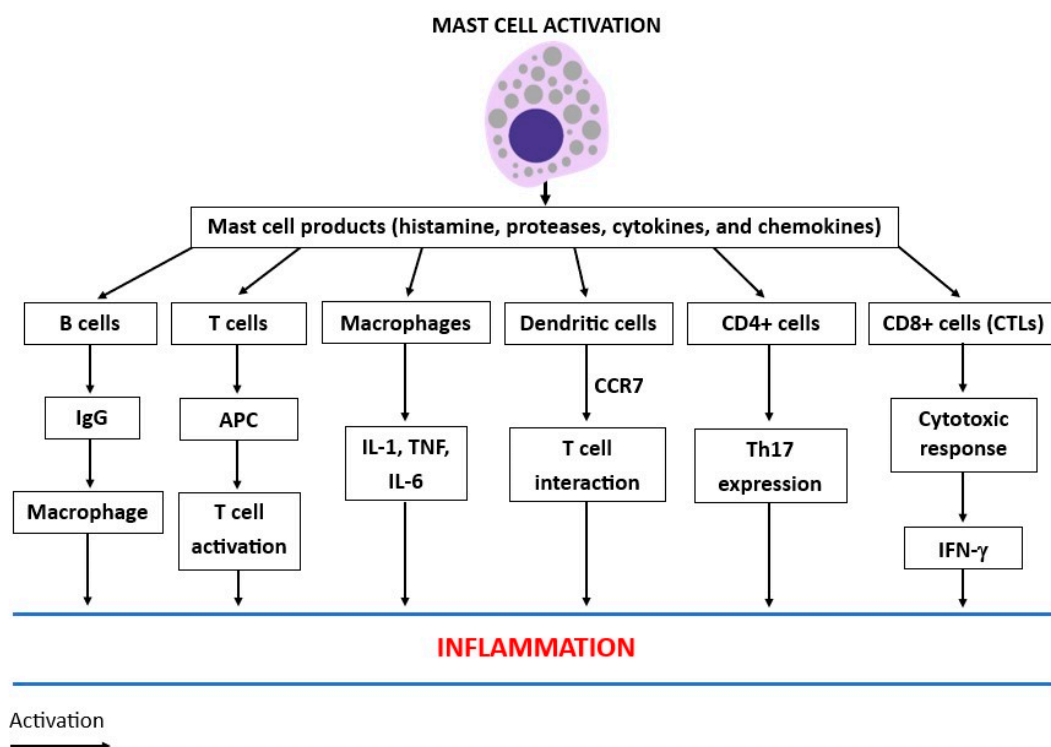 MAST CELL ACTIVATION
Mast cell products (histamine, proteases, cytokines, and chemokines)
B cells
T cells
Macrophages
Dendritic cells
CD4+ cells
CD8+ cells (CTLs)
CCR7
IgG
APC
IL-1, TNF,
IL-6
T cell
interaction
Th17
expression
Cytotoxic
response
Macrophage
T cell
activation
IFN-γ
INFLAMMATION
Activation